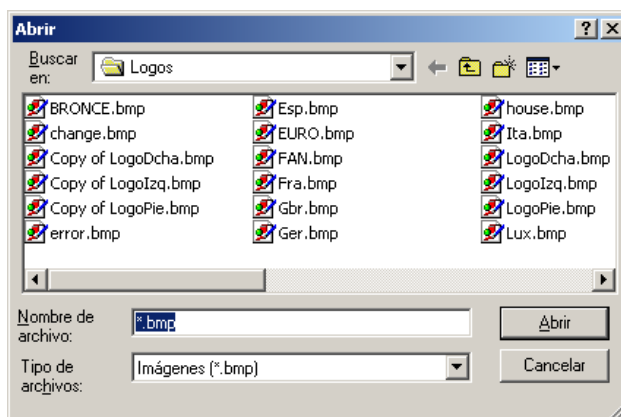 Abrir
Buscar en:
Logos
BRONCE.bmp
change.bmp
Copy of LogoDcha.bmp
Copy of LogoIzq.bmp
Copy of LogoPie.bmp
error.bmp
Esp.bmp
EURO.bmp
FAN.bmp
Fra.bmp
Gbr.bmp
Ger.bmp
house.bmp
Ita.bmp
LogoDcha.bmp
LogoIzq.bmp
LogoPie.bmp
Lux.bmp
Nombre de archivo:
*.bmp
Abrir
Tipo de archivos:
Imágenes (*.bmp)
Cancelar